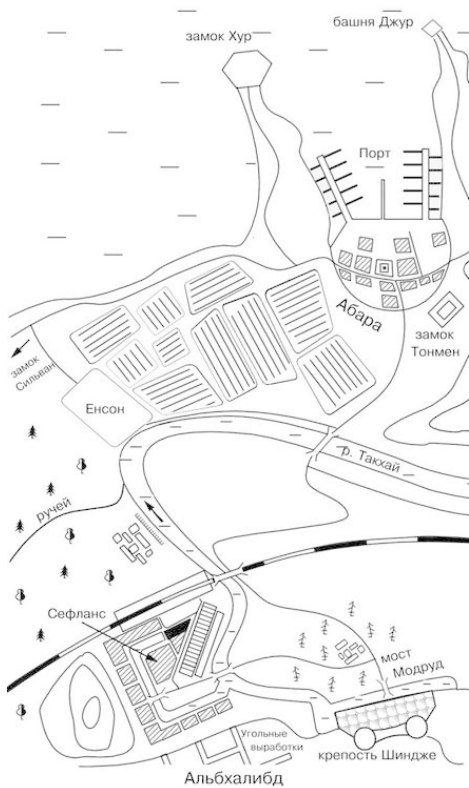 башня Джур
замок Хур
Порт
Абара
замок
Тонмен
замок
Сильван
Енсон
р. Такхай
ручей
Сефланс
мост
Модруд
Угольные
выработки
крепость Шиндже
Альбхалибд